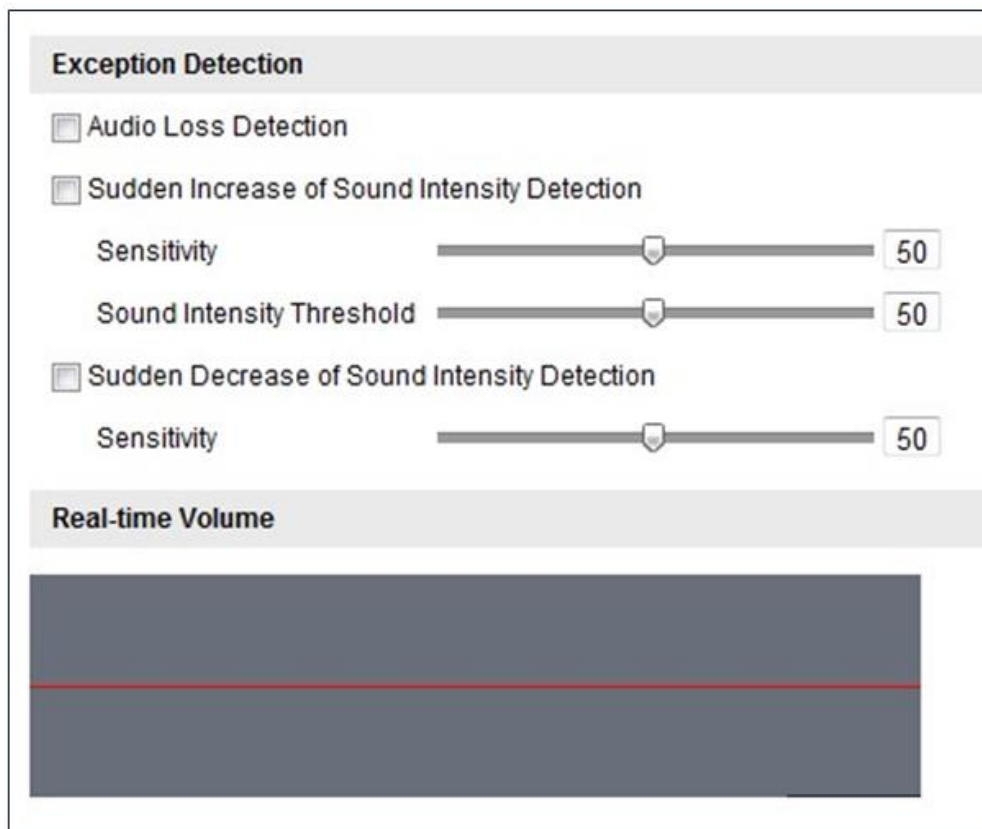 Exception Detection
Audio Loss Detection
Sudden Increase of Sound Intensity Detection
Sensitivity 50
Sound Intensity Threshold 50
Sudden Decrease of Sound Intensity Detection
Sensitivity 50
Real-time Volume